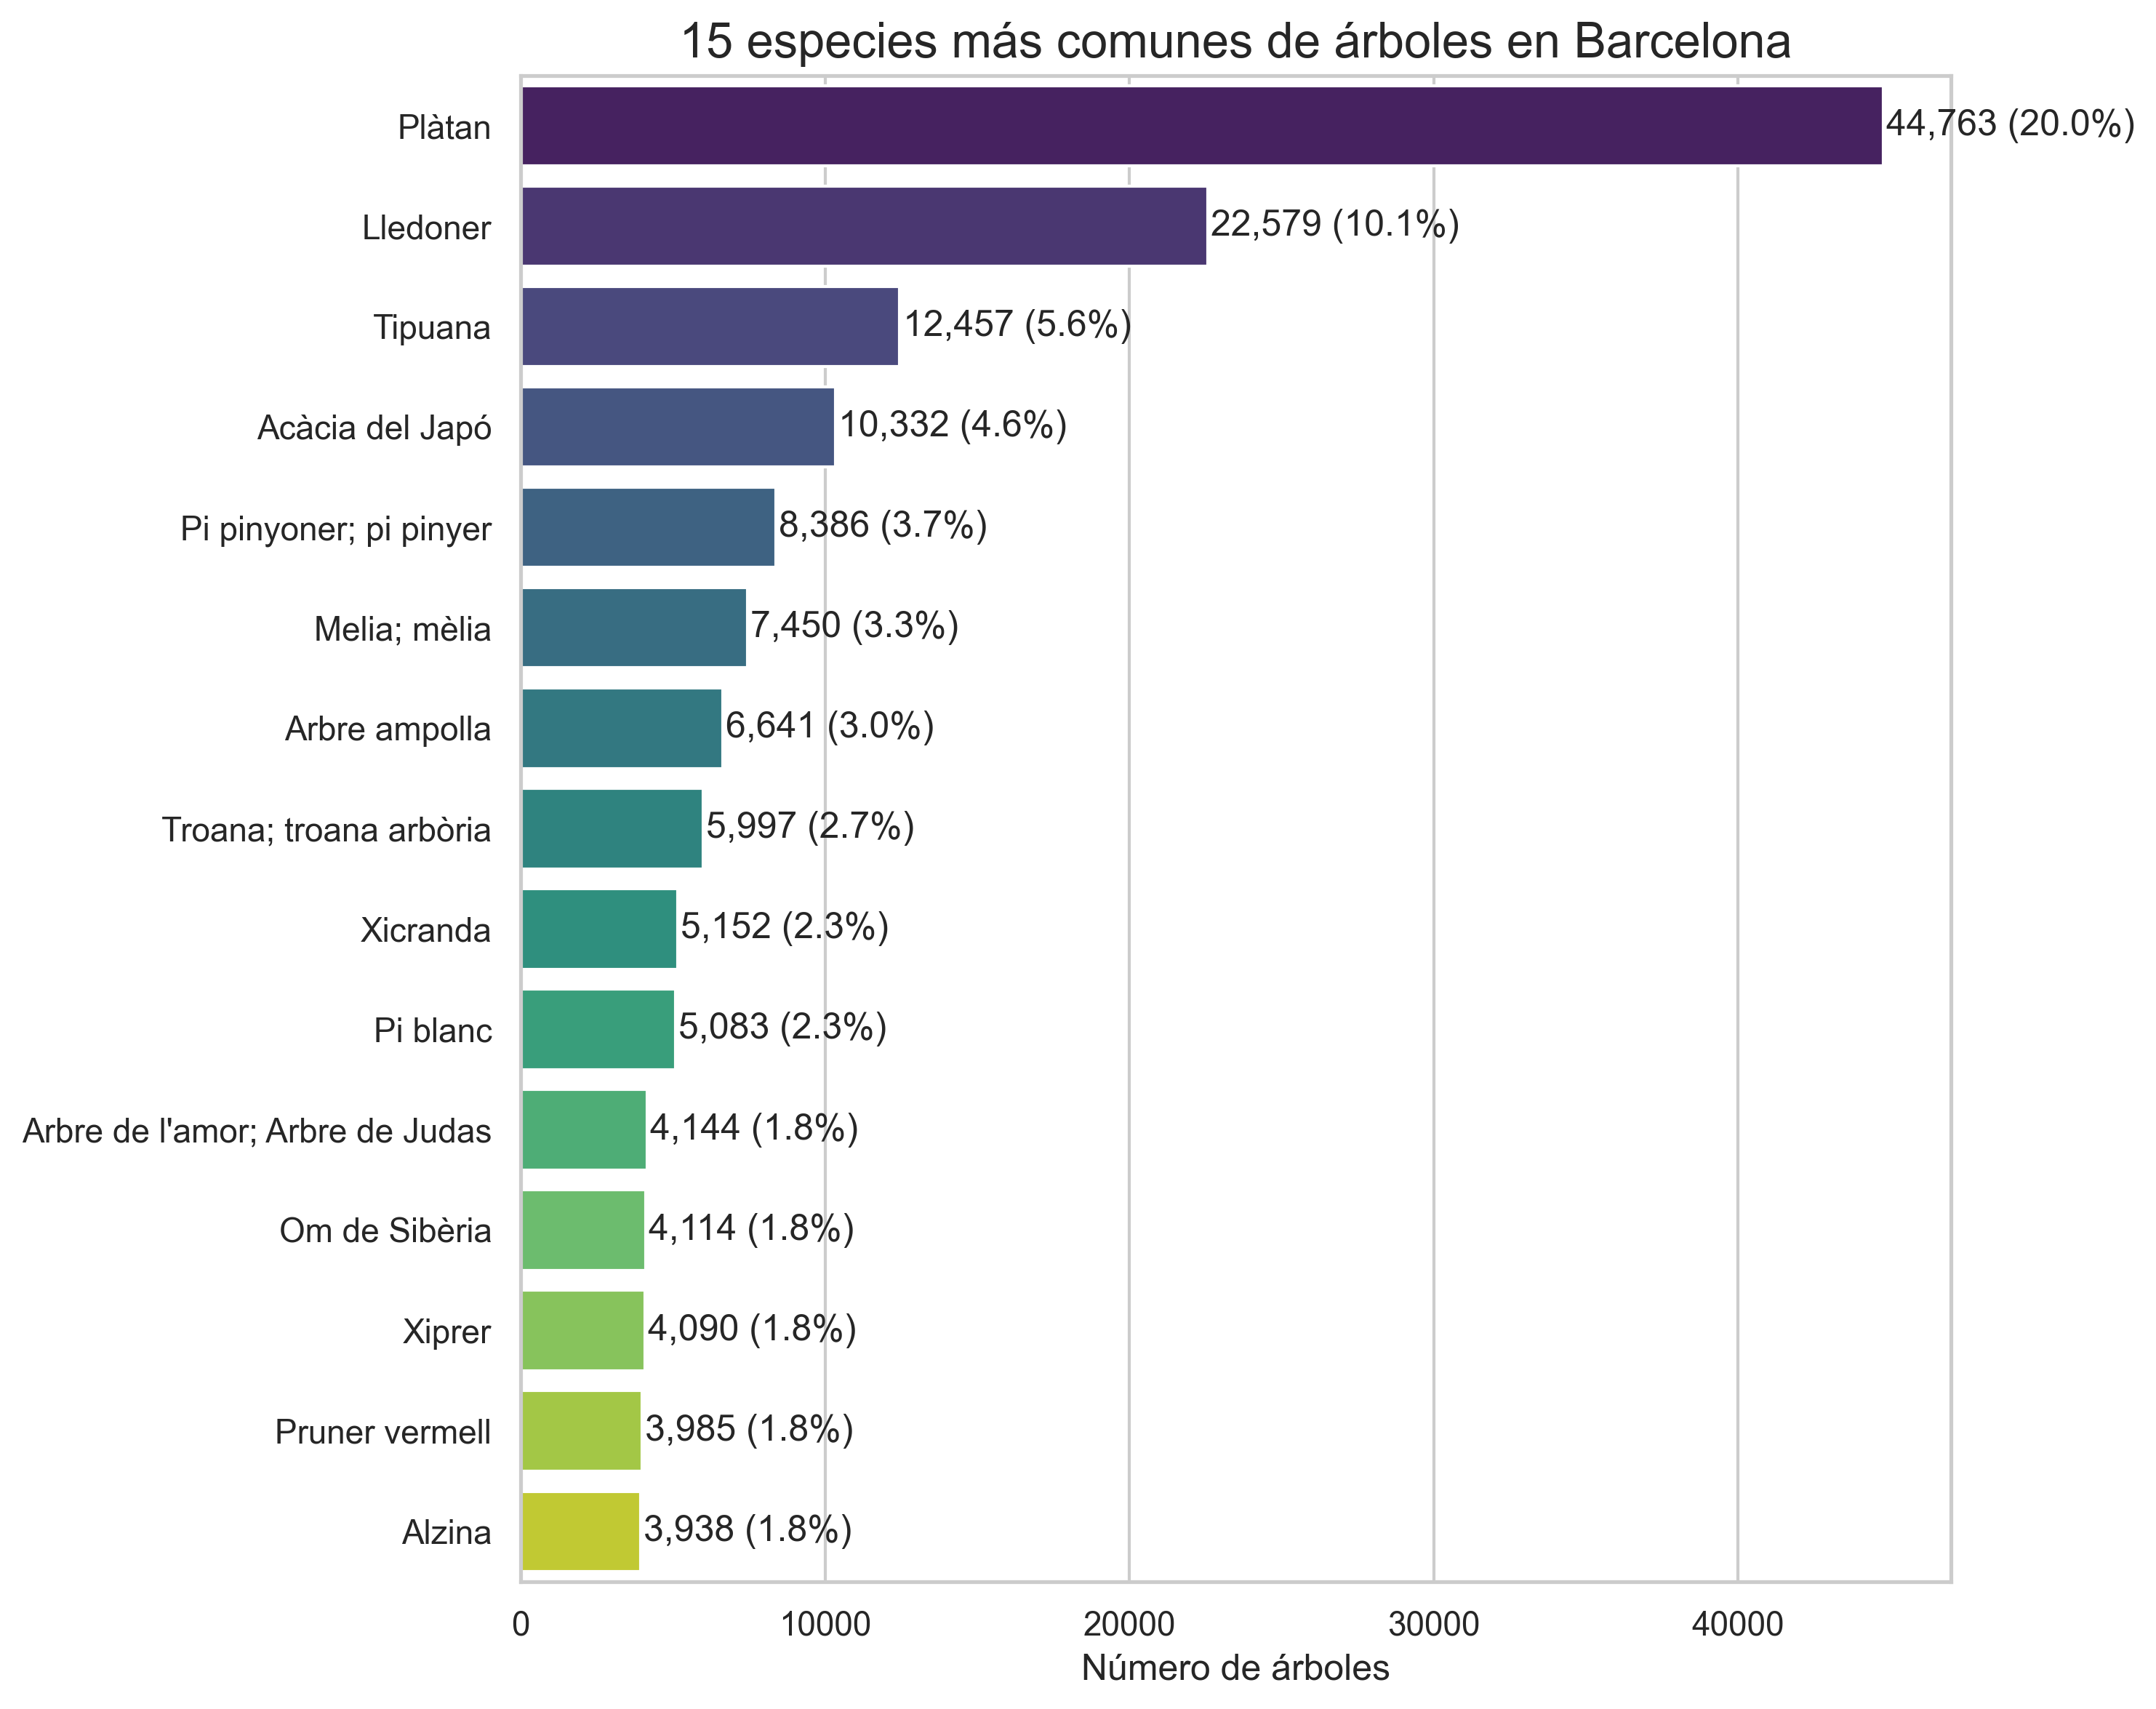 15 especies más comunes de árboles en Barcelona
Plàtan 44,763 (20.0%)
Lledoner 22,579 (10.1%)
Tipuana 12,457 (5.6%)
Acàcia del Japó 10,332 (4.6%)
Pi pinyoner; pi pinyer 8,386 (3.7%)
Melia; mèlia 7,450 (3.3%)
Arbre ampolla 6,641 (3.0%)
Troana; troana arbòria 5,997 (2.7%)
Xicranda 5,152 (2.3%)
Pi blanc 5,083 (2.3%)
Arbre de l'amor; Arbre de Judas 4,144 (1.8%)
Om de Sibèria 4,114 (1.8%)
Xiprer 4,090 (1.8%)
Pruner vermell 3,985 (1.8%)
Alzina 3,938 (1.8%)
0 10000 20000 30000 40000
Número de árboles